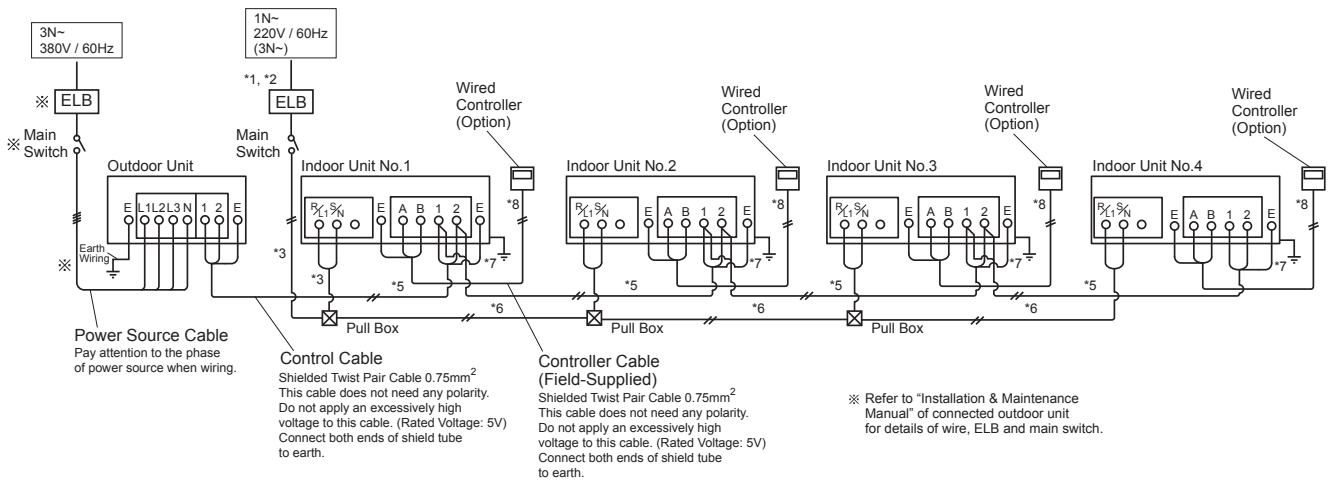 3N~
380V / 60Hz
1N~
220V / 60Hz
(3N~)
*1, *2
※ ELB
ELB
※ Main
Switch
Main
Switch
Wired
Controller
(Option)
Wired
Controller
(Option)
Wired
Controller
(Option)
Wired
Controller
(Option)
Outdoor Unit
Indoor Unit No.1
Indoor Unit No.2
Indoor Unit No.3
Indoor Unit No.4
E L1 L2 L3 N 1 2 E
R/L1 S/N E A B 1 2 E
R/L1 S/N E A B 1 2 E
R/L1 S/N E A B 1 2 E
R/L1 S/N E A B 1 2 E
*8
*8
*8
*8
Earth
Wiring
※
*3
*3
*7
*7
*7
*7
*5
*5
*5
*5
*6
*6
*6
Pull Box
Pull Box
Pull Box
Power Source Cable
Pay attention to the phase
of power source when wiring.
Control Cable
Shielded Twist Pair Cable 0.75mm²
This cable does not need any polarity.
Do not apply an excessively high
voltage to this cable. (Rated Voltage: 5V)
Connect both ends of shield tube
to earth.
Controller Cable
(Field-Supplied)
Shielded Twist Pair Cable 0.75mm²
This cable does not need any polarity.
Do not apply an excessively high
voltage to this cable. (Rated Voltage: 5V)
Connect both ends of shield tube
to earth.
※ Refer to “Installation & Maintenance
Manual” of connected outdoor unit
for details of wire, ELB and main switch.